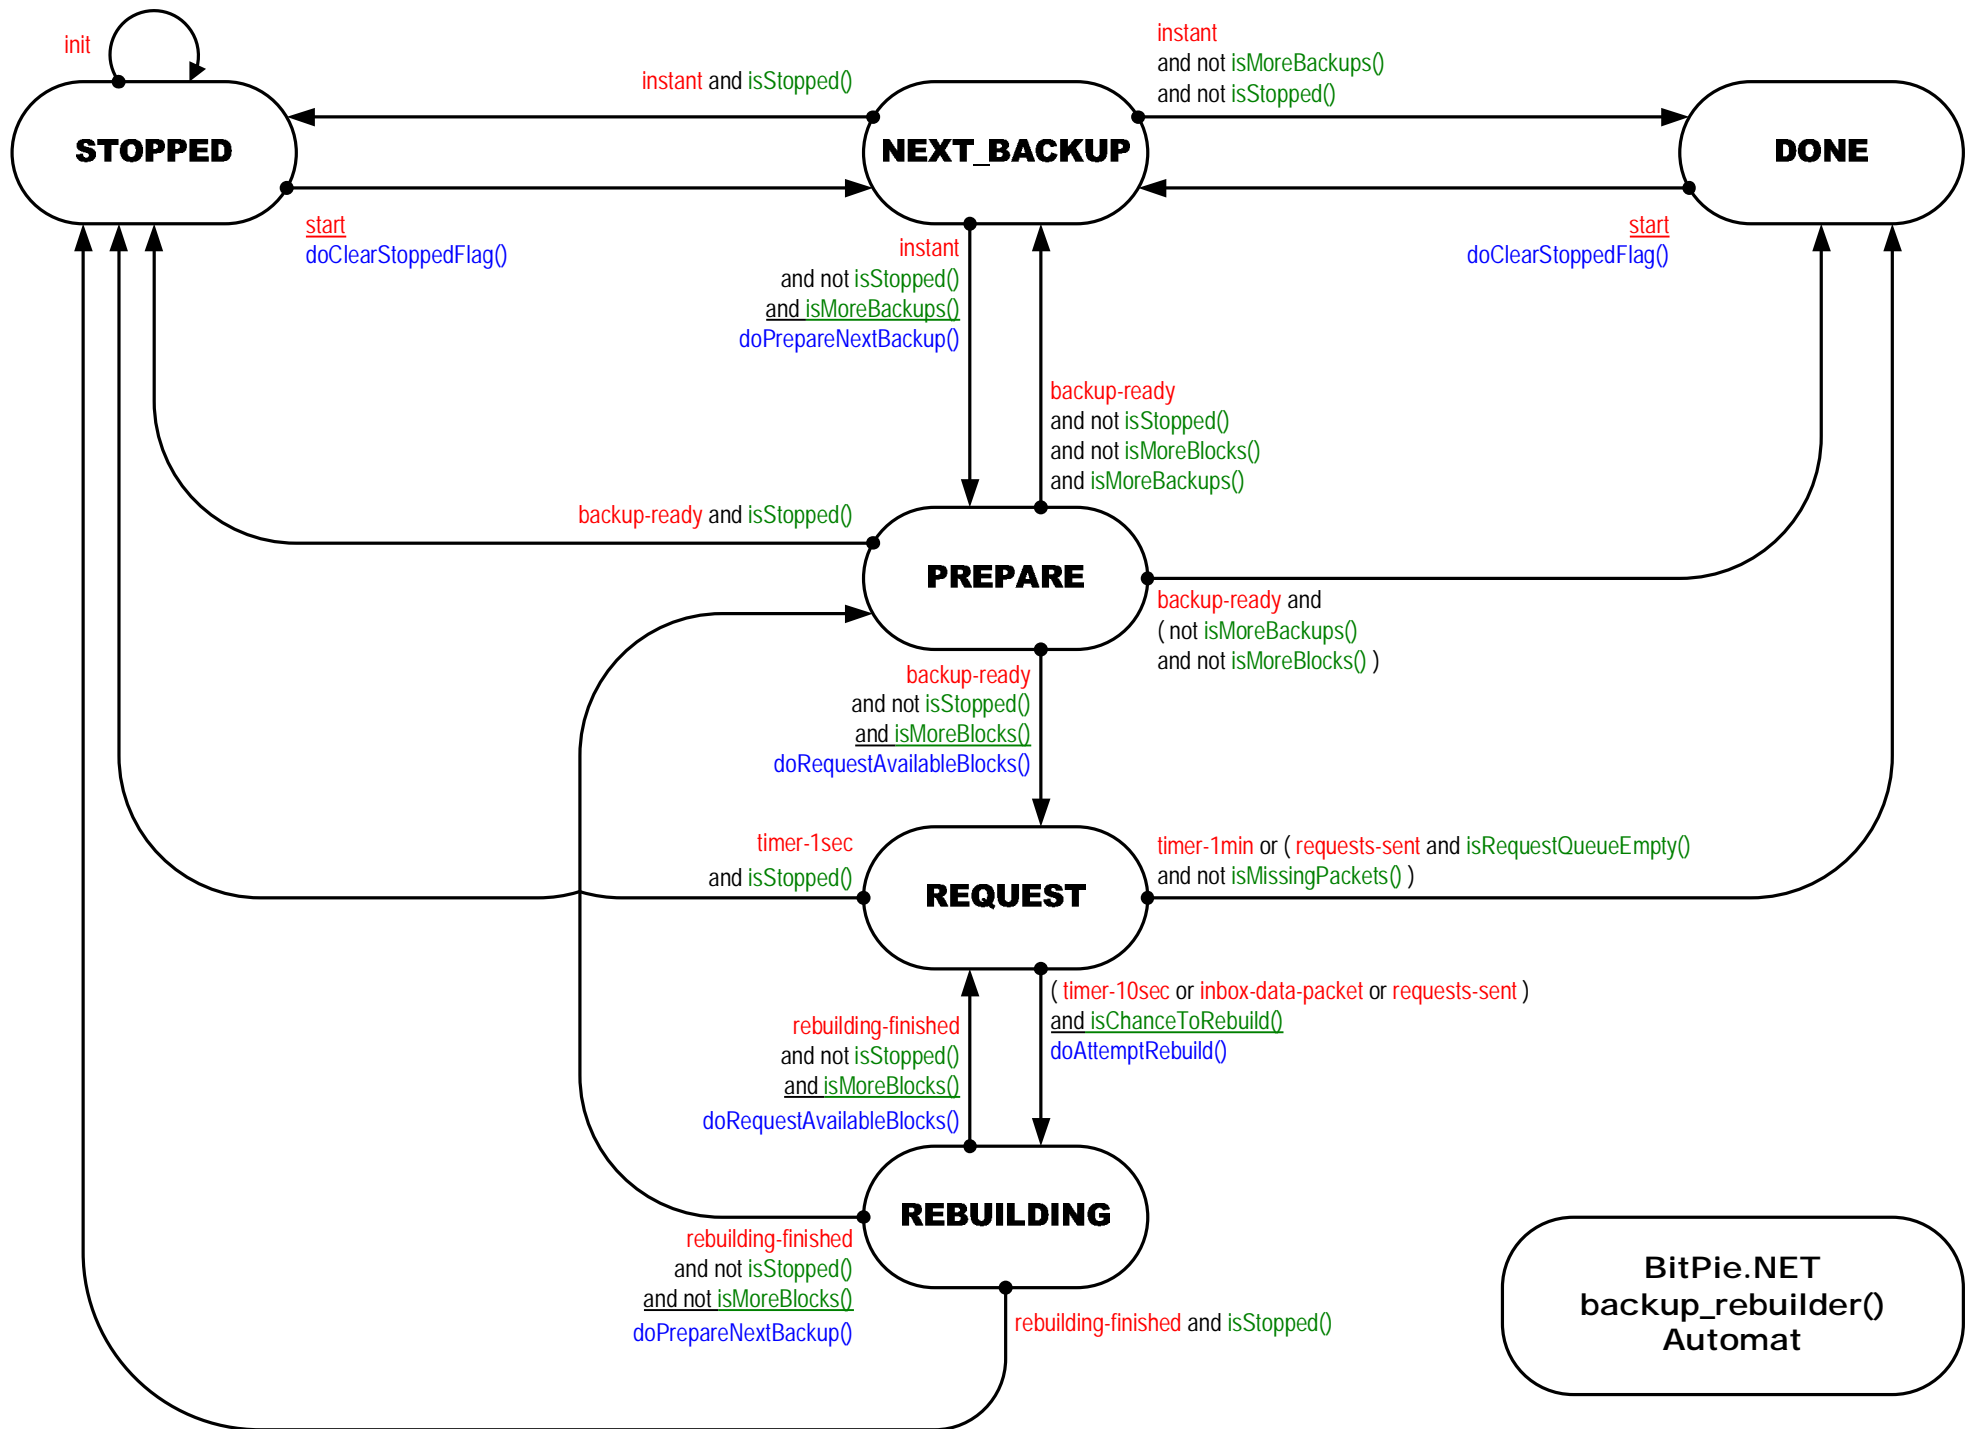 init
instant and isStopped()
instant
and not isMoreBackups()
and not isStopped()
STOPPED
NEXT_BACKUP
DONE
start
doClearStoppedFlag()
instant
and not isStopped()
and isMoreBackups()
doPrepareNextBackup()
start
doClearStoppedFlag()
backup-ready
and not isStopped()
and not isMoreBlocks()
and isMoreBackups()
backup-ready and isStopped()
PREPARE
backup-ready and
( not isMoreBackups()
and not isMoreBlocks() )
backup-ready
and not isStopped()
and isMoreBlocks()
doRequestAvailableBlocks()
timer-1sec
and isStopped()
REQUEST
timer-1min or ( requests-sent and isRequestQueueEmpty()
and not isMissingPackets() )
( timer-10sec or inbox-data-packet or requests-sent )
and isChanceToRebuild()
doAttemptRebuild()
rebuilding-finished
and not isStopped()
and isMoreBlocks()
doRequestAvailableBlocks()
REBUILDING
rebuilding-finished
and not isStopped()
and not isMoreBlocks()
doPrepareNextBackup()
rebuilding-finished and isStopped()
BitPie.NET
backup_rebuilder()
Automat